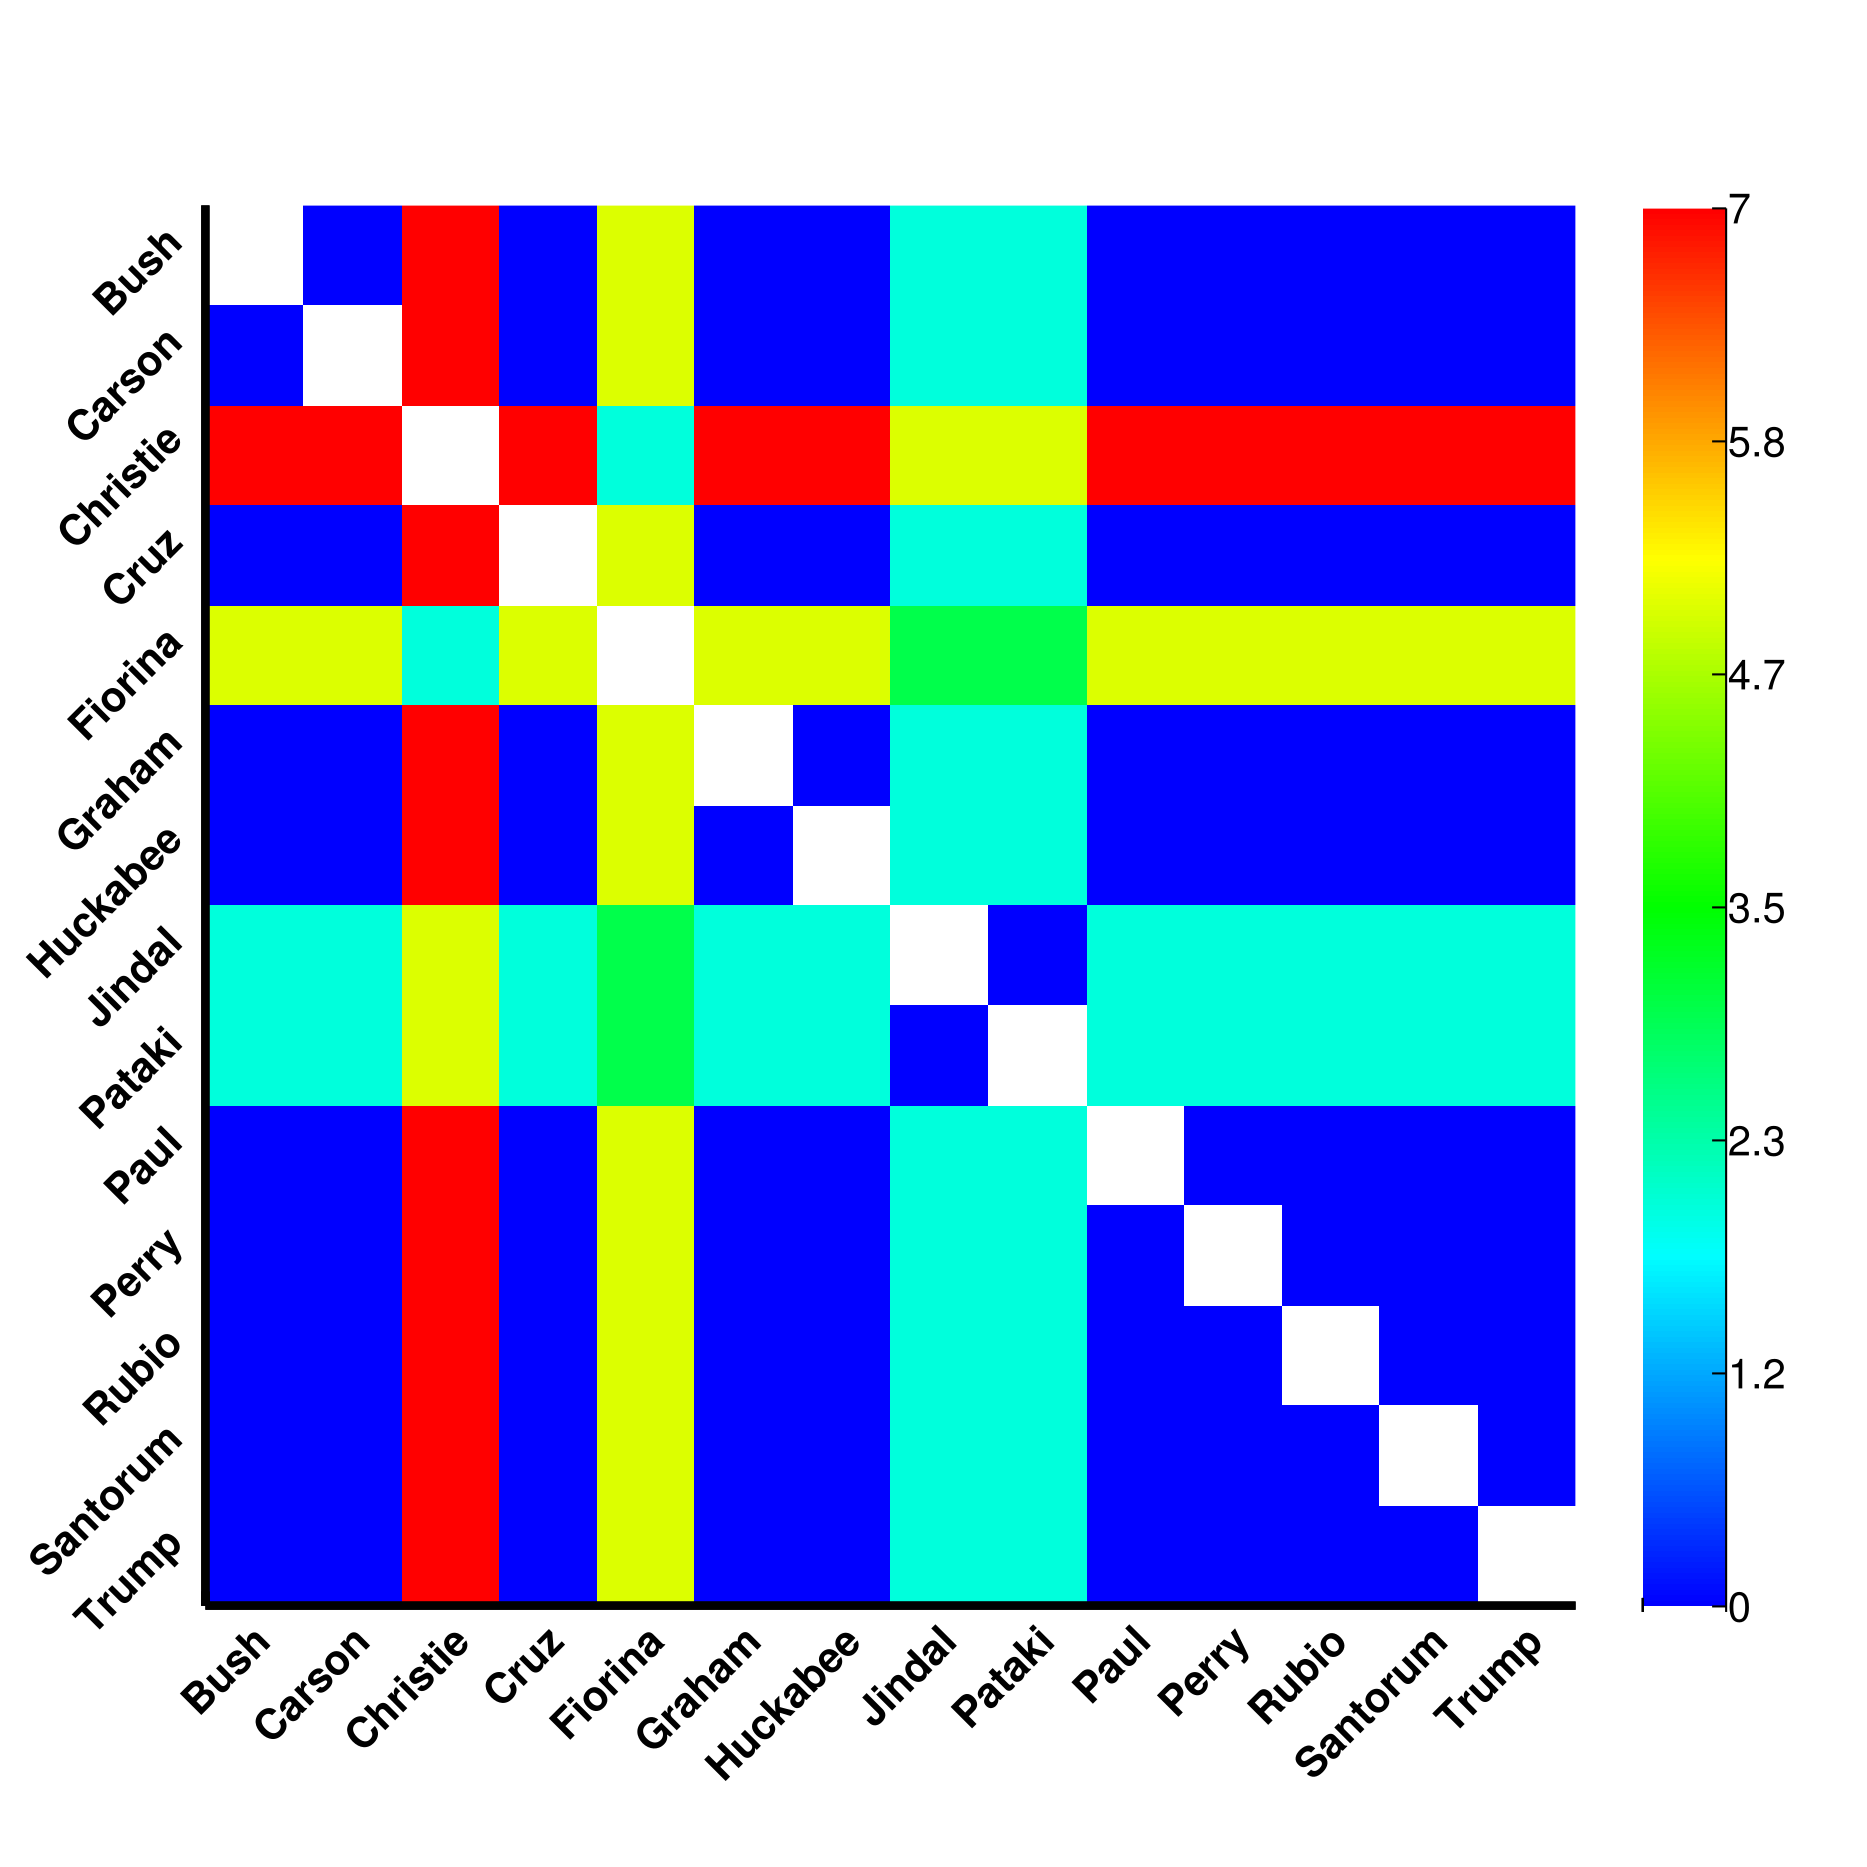 Bush
Carson
Christie
Cruz
Fiorina
Graham
Huckabee
Jindal
Pataki
Paul
Perry
Rubio
Santorum
Trump
Bush Carson Christie Cruz Fiorina Graham Huckabee Jindal Pataki Paul Perry Rubio Santorum Trump
7
5.8
4.7
3.5
2.3
1.2
0